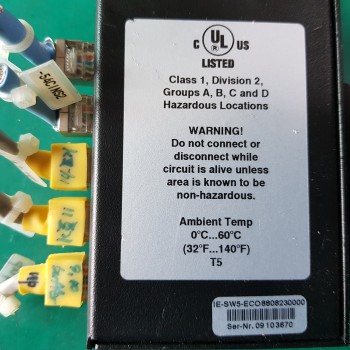 C UL US
®
LISTED
Class 1, Division 2,
Groups A, B, C and D
Hazardous Locations
WARNING!
Do not connect or
disconnect while
circuit is alive unless
area is known to be
non-hazardous.
Ambient Temp
0°C...60°C
(32°F...140°F)
T5
IE-SW5-ECO8808230000
Ser-Nr. 09103670